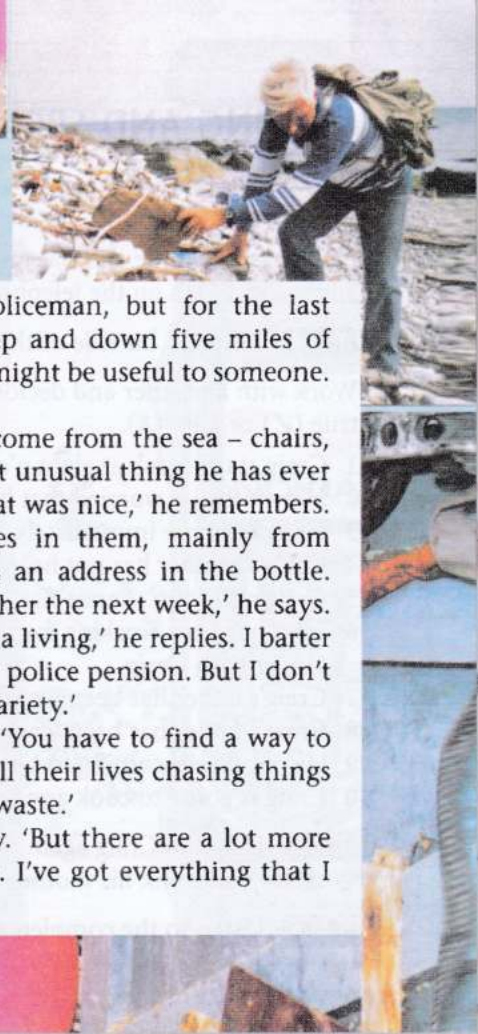 oliceman, but for the last
p and down five miles of
might be useful to someone.
come from the sea – chairs,
t unusual thing he has ever
at was nice,' he remembers.
es in them, mainly from
an address in the bottle.
her the next week,' he says.
a living,' he replies. I barter
police pension. But I don't
ariety.'
'You have to find a way to
ll their lives chasing things
waste.'
y. 'But there are a lot more
. I've got everything that I